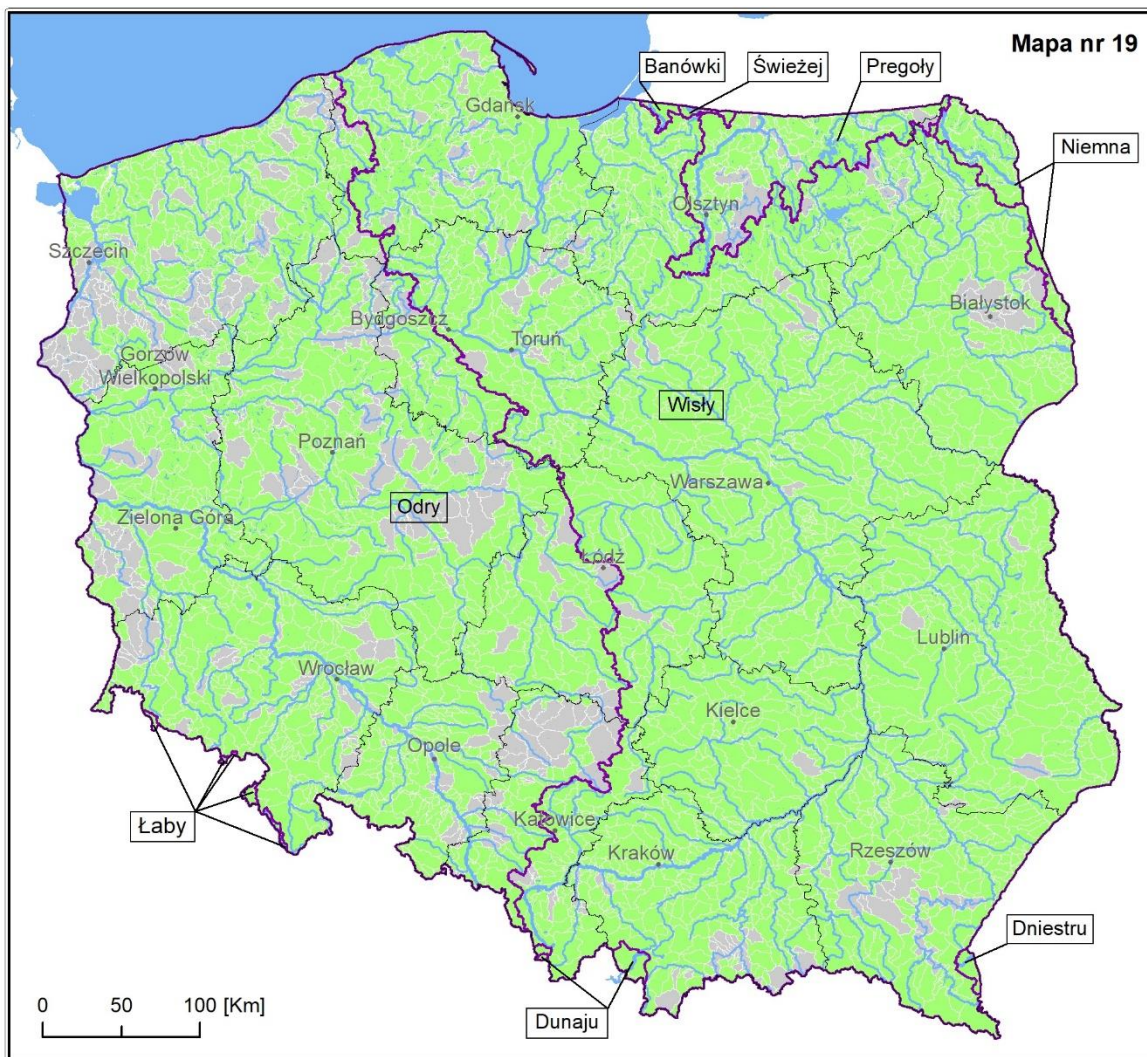 Mapa nr 19
Banówki
Świeżej
Pregoły
Gdańsk
Niemna
Olsztyn
Szczecin
Białystok
Bydgoszcz
Toruń
Gorzów
Wielkopolski
Wisły
Poznań
Warszawa
Odry
Zielona Góra
Łódź
Lublin
Wrocław
Kielce
Opole
Łaby
Katowice
Kraków
Rzeszów
Dniestru
0 50 100 [Km]
Dunaju